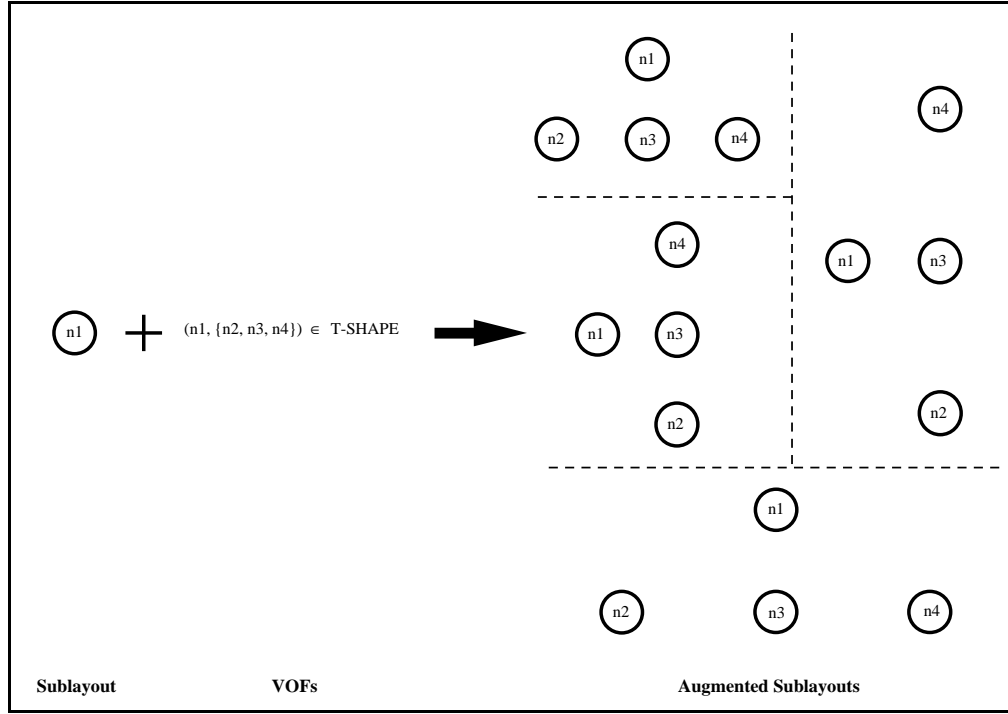 n1
n2 n3 n4
n4
n4
n1 n3
n1 (n1, {n2, n3, n4}) ∈ T-SHAPE n1 n3
n2
n2
n1
n2 n3 n4
Sublayout VOFs Augmented Sublayouts